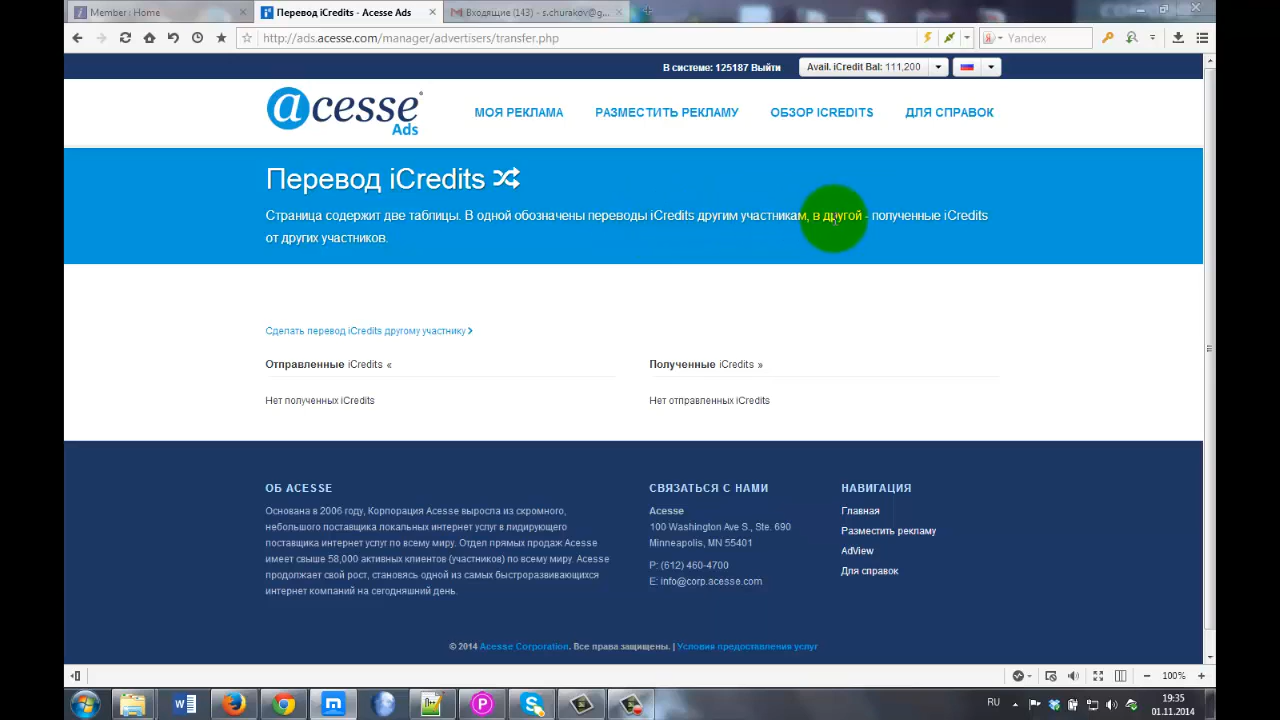 Member | Home
Перевод iCredits - Acesse Ads
Входящие (143) - s.churakov@g...
http://ads.acesse.com/manager/advertisers/transfer.php
Yandex
В системе: 125187 Выйти
Avail. iCredit Bal: 111,200
acesse
Ads
МОЯ РЕКЛАМА
РАЗМЕСТИТЬ РЕКЛАМУ
ОБЗОР ICREDITS
ДЛЯ СПРАВОК
Перевод iCredits
Страница содержит две таблицы. В одной обозначены переводы iCredits другим участникам, в другой - полученные iCredits
от других участников.
Сделать перевод iCredits другому участнику
Отправленные iCredits «
Полученные iCredits »
Нет полученных iCredits
Нет отправленных iCredits
ОБ ACESSE
Основана в 2006 году, Корпорация Acesse выросла из скромного,
небольшого поставщика локальных интернет услуг в лидирующего
поставщика интернет услуг по всему миру. Отдел прямых продаж Acesse
имеет свыше 58,000 активных клиентов (участников) по всему миру. Acesse
продолжает свой рост, становясь одной из самых быстроразвивающихся
интернет компаний на сегодняшний день.
СВЯЗАТЬСЯ С НАМИ
Acesse
100 Washington Ave S., Ste. 690
Minneapolis, MN 55401
P: (612) 460-4700
E: info@corp.acesse.com
НАВИГАЦИЯ
Главная
Разместить рекламу
AdView
Для справок
© 2014 Acesse Corporation. Все права защищены. | Условия предоставления услуг
100%
RU
19:35
01.11.2014